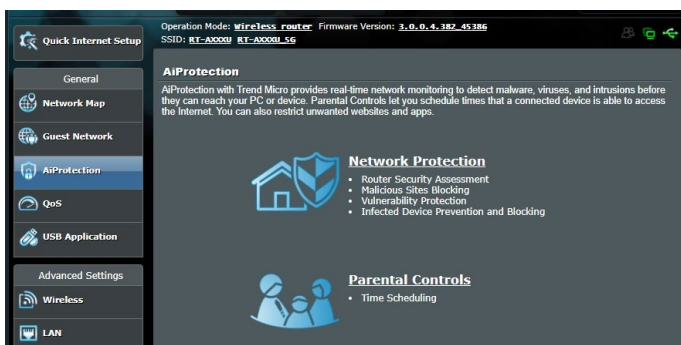 Quick Internet Setup
General
Network Map
Guest Network
AiProtection
QoS
USB Application
Advanced Settings
Wireless
LAN
Operation Mode: Wireless router Firmware Version: 3.0.0.4.382_45386
SSID: RT-AXXXU RT-AXXXU_5G
AiProtection
AiProtection with Trend Micro provides real-time network monitoring to detect malware, viruses, and intrusions before
they can reach your PC or device. Parental Controls let you schedule times that a connected device is able to access
the Internet. You can also restrict unwanted websites and apps.
Network Protection
• Router Security Assessment
• Malicious Sites Blocking
• Vulnerability Protection
• Infected Device Prevention and Blocking
Parental Controls
• Time Scheduling